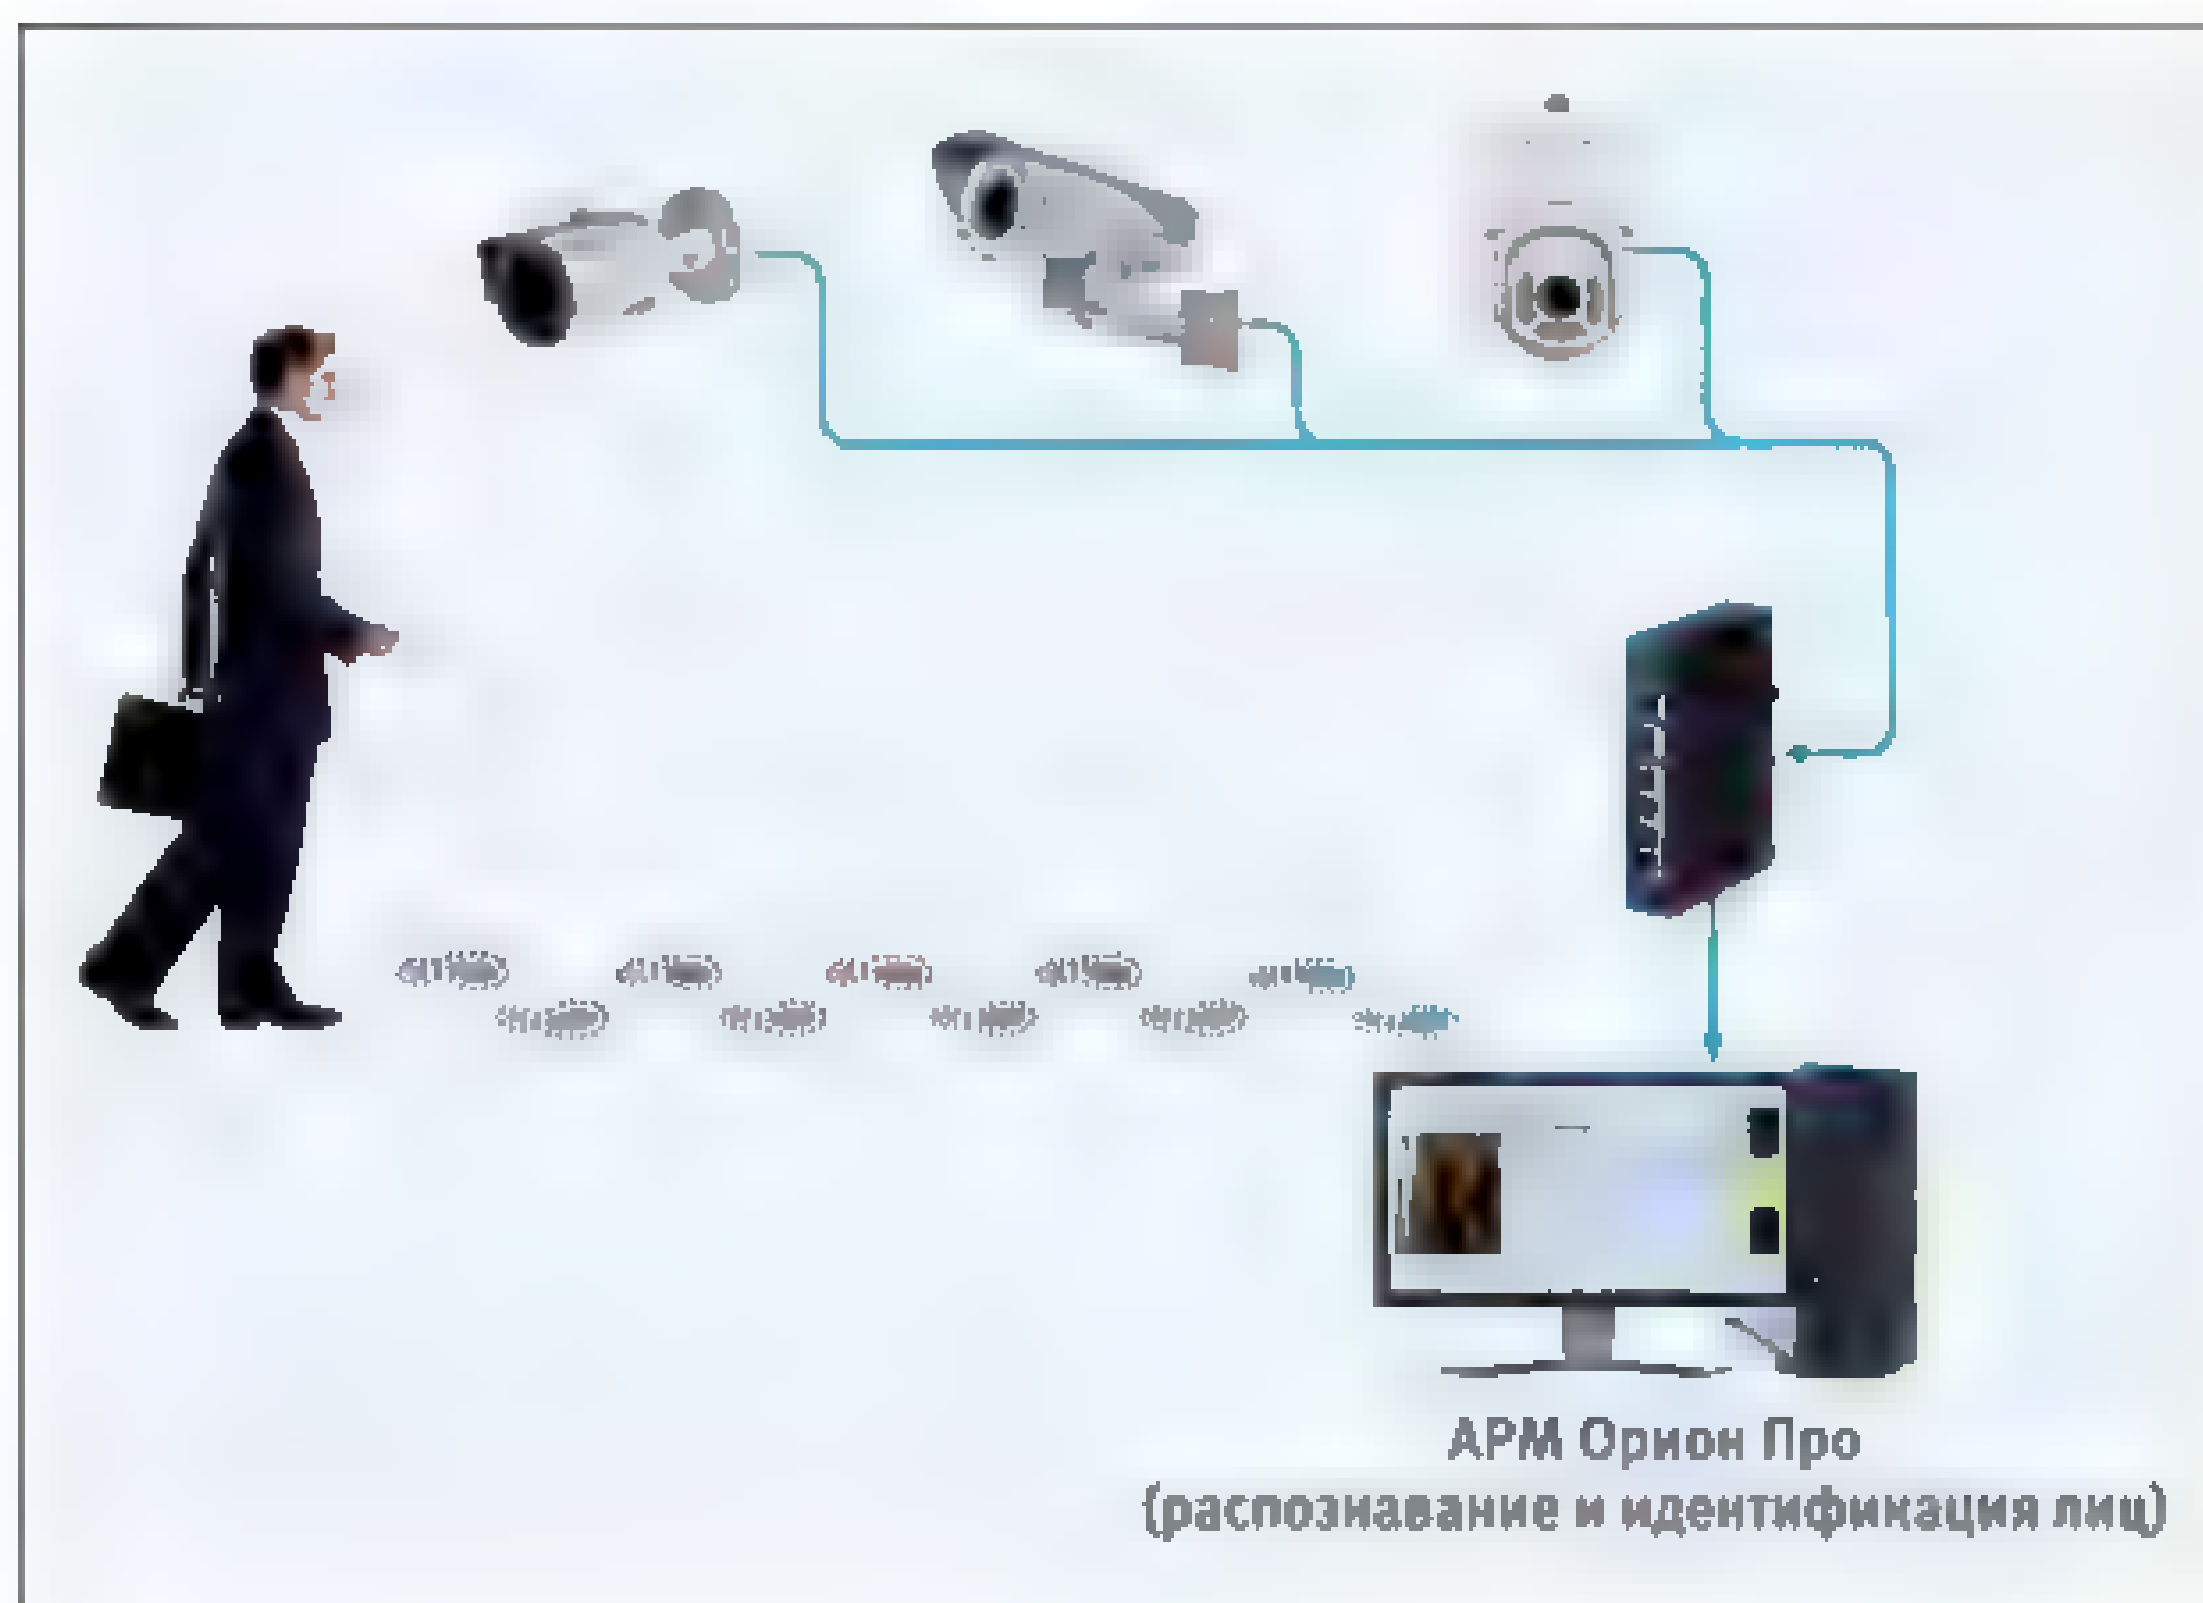 АРМ Орион Про
(распознавание и идентификация лиц)